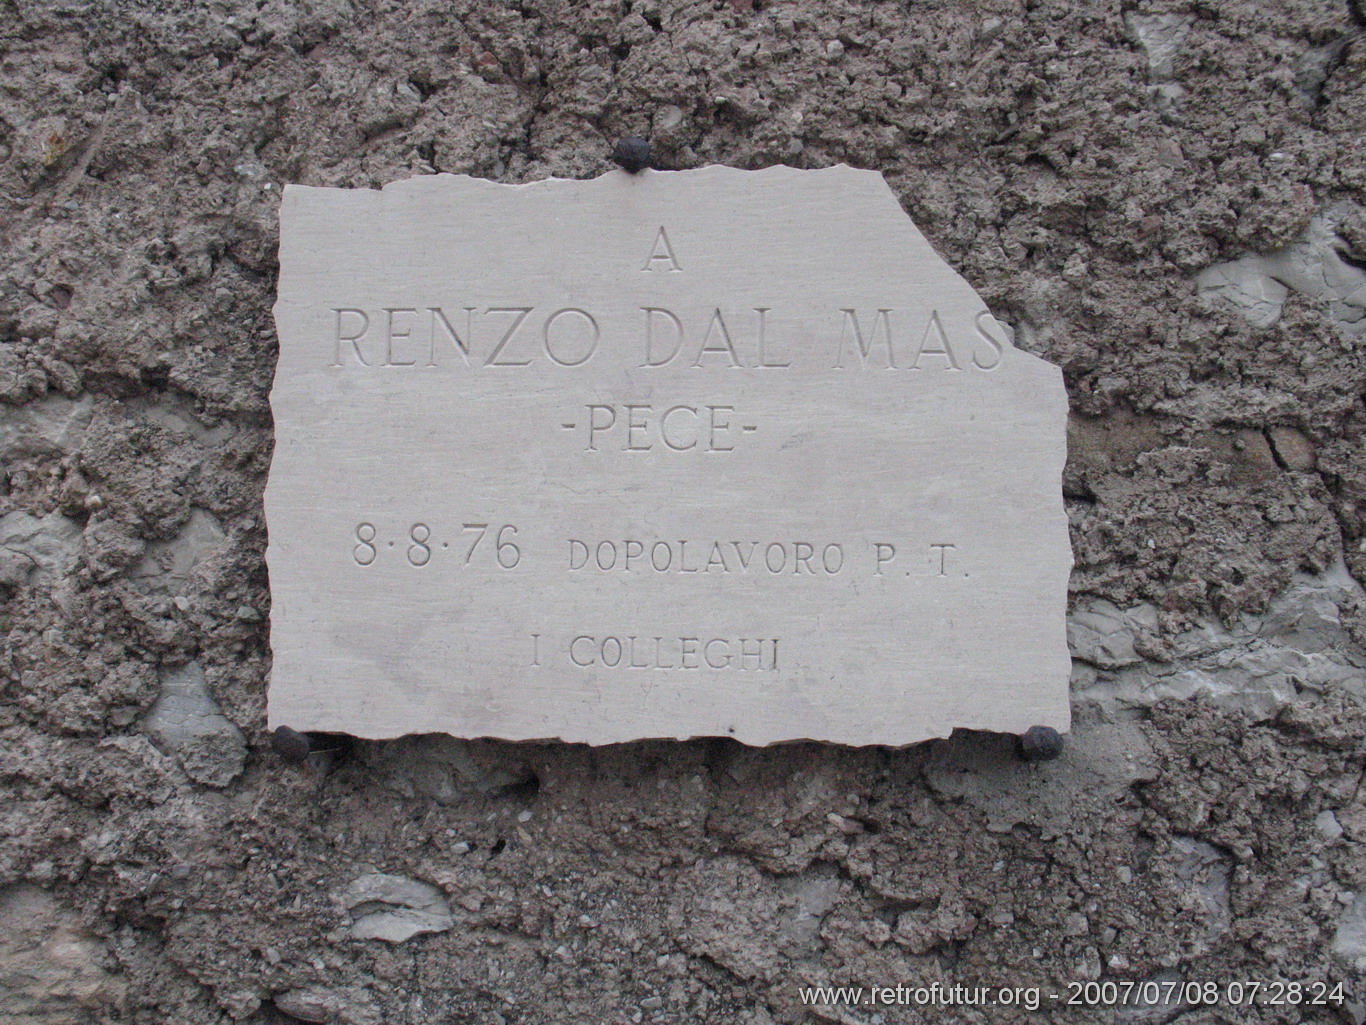 A
RENZO DAL MAS
-PECE-
8·8·76 DOPOLAVORO P. T.
I COLLEGHI
www.retrofutur.org - 2007/07/08 07:28:24